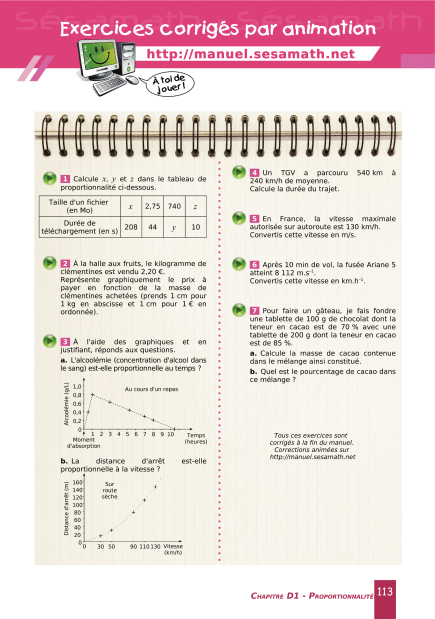 Sésamath Sésamath
Exercices corrigés par animation
http://manuel.sesamath.net
À toi de
jouer !
1 Calcule x, y et z dans le tableau de
proportionnalité ci-dessous.
Taille d'un fichier
(en Mo) x 2,75 740 z
Durée de
téléchargement (en s) 208 44 y 10
2 À la halle aux fruits, le kilogramme de
clémentines est vendu 2,20 €.
Représente graphiquement le prix à
payer en fonction de la masse de
clémentines achetées (prends 1 cm pour
1 kg en abscisse et 1 cm pour 1 € en
ordonnée).
3 À l'aide des graphiques et en
justifiant, réponds aux questions.
a. L'alcoolémie (concentration d'alcool dans
le sang) est-elle proportionnelle au temps ?
Alcoolémie (g/L)
Au cours d'un repas
1,0
0,8
0,6
0,4
0,2
0
1 2 3 4 5 6 7 8 9 10 Temps
(heures)
Moment
d'absorption
b. La distance d'arrêt est-elle
proportionnelle à la vitesse ?
Distance d'arrêt (m)
Sur
route
sèche
160
140
120
100
80
60
40
20
0
0 30 50 90 110 130 Vitesse
(km/h)
4 Un TGV a parcouru 540 km à
240 km/h de moyenne.
Calcule la durée du trajet.
5 En France, la vitesse maximale
autorisée sur autoroute est 130 km/h.
Convertis cette vitesse en m/s.
6 Après 10 min de vol, la fusée Ariane 5
atteint 8 112 m.s⁻¹.
Convertis cette vitesse en km.h⁻¹.
7 Pour faire un gâteau, je fais fondre
une tablette de 100 g de chocolat dont la
teneur en cacao est de 70 % avec une
tablette de 200 g dont la teneur en cacao
est de 85 %.
a. Calcule la masse de cacao contenue
dans le mélange ainsi constitué.
b. Quel est le pourcentage de cacao dans
ce mélange ?
Tous ces exercices sont
corrigés à la fin du manuel.
Corrections animées sur
http://manuel.sesamath.net
CHAPITRE D1 - PROPORTIONNALITÉ 113